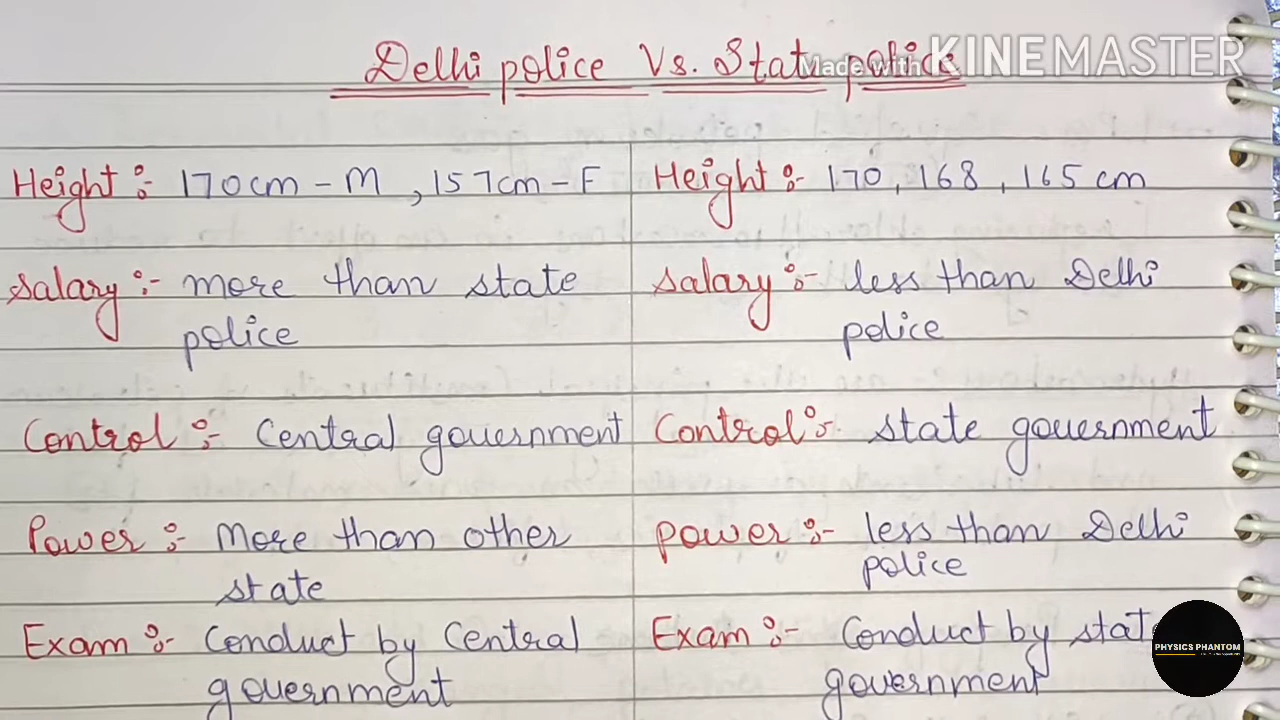 Delhi police Vs. State police
Made with KINEMASTER
Height :- 170cm - M , 157cm - F
Height :- 170 , 168 , 165 cm
Salary :- more than state
police
Salary :- less than Delhi
police
Control :- Central government
Control :- state government
Power :- More than other
state
power :- less than Delhi
police
Exam :- Conduct by Central
government
Exam :- Conduct by state
government
PHYSICS PHANTOM